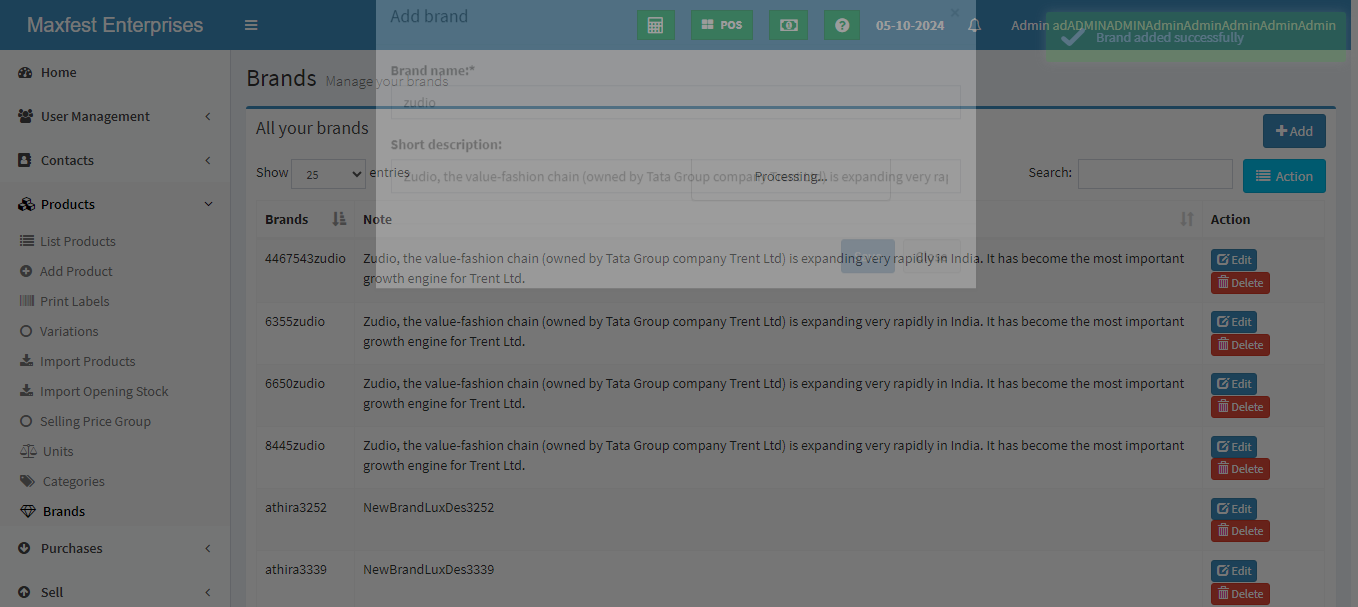 Maxfest Enterprises
Add brand
POS
05-10-2024
Admin adADMINADMINAdminAdminAdminAdminAdmin
Brand added successfully
Home
User Management
Contacts
Products
List Products
Add Product
Print Labels
Variations
Import Products
Import Opening Stock
Selling Price Group
Units
Categories
Brands
Purchases
Sell
Brands Manage your brands
Brand name:*
zudio
All your brands
Add
Short description:
Show 25 entries
Zudio, the value-fashion chain (owned by Tata Group company Trent Ltd) is expanding very rap
Processing...
Search:
Action
Brands Note Action
4467543zudio Zudio, the value-fashion chain (owned by Tata Group company Trent Ltd) is expanding very rapidly in India. It has become the most important
growth engine for Trent Ltd.
Edit
Delete
6355zudio Zudio, the value-fashion chain (owned by Tata Group company Trent Ltd) is expanding very rapidly in India. It has become the most important
growth engine for Trent Ltd.
Edit
Delete
6650zudio Zudio, the value-fashion chain (owned by Tata Group company Trent Ltd) is expanding very rapidly in India. It has become the most important
growth engine for Trent Ltd.
Edit
Delete
8445zudio Zudio, the value-fashion chain (owned by Tata Group company Trent Ltd) is expanding very rapidly in India. It has become the most important
growth engine for Trent Ltd.
Edit
Delete
athira3252 NewBrandLuxDes3252
Edit
Delete
athira3339 NewBrandLuxDes3339
Edit
Delete